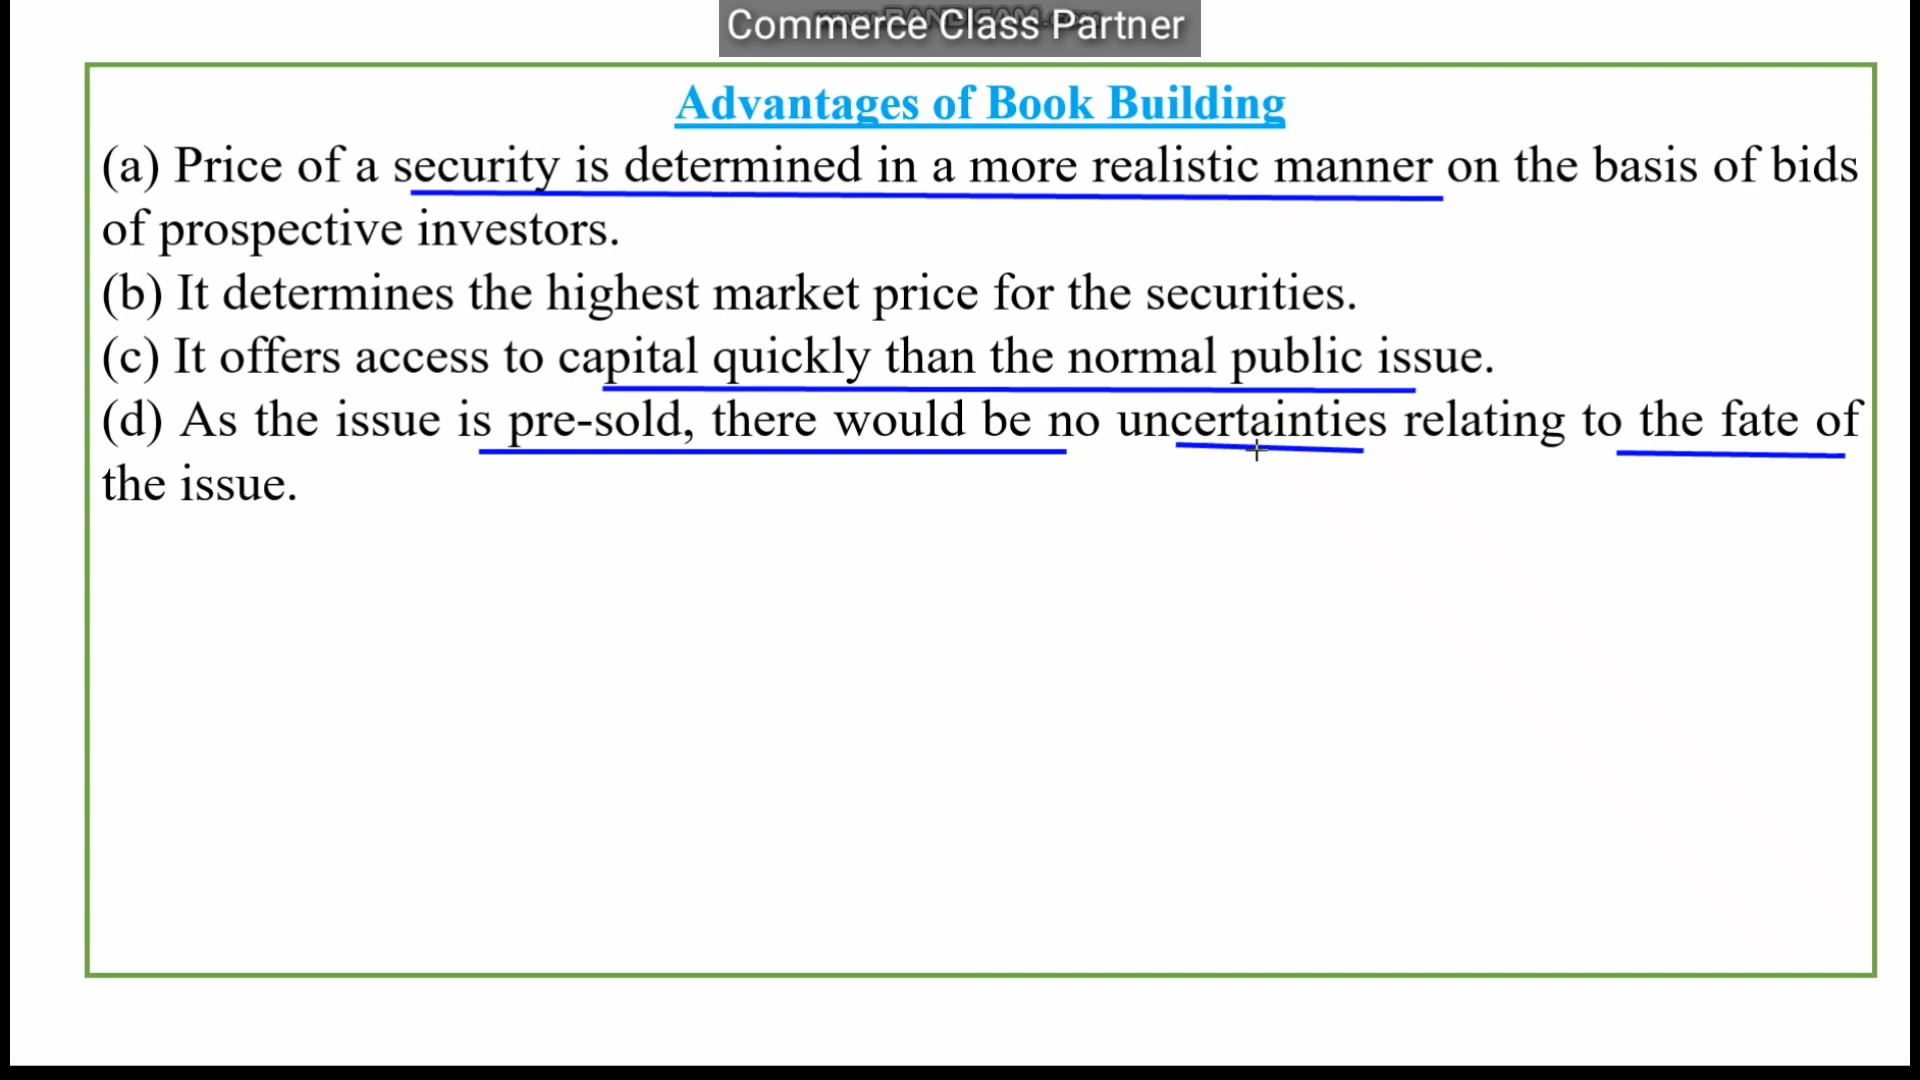 Commerce Class Partner
Advantages of Book Building
(a) Price of a security is determined in a more realistic manner on the basis of bids
of prospective investors.
(b) It determines the highest market price for the securities.
(c) It offers access to capital quickly than the normal public issue.
(d) As the issue is pre-sold, there would be no uncertainties relating to the fate of
the issue.